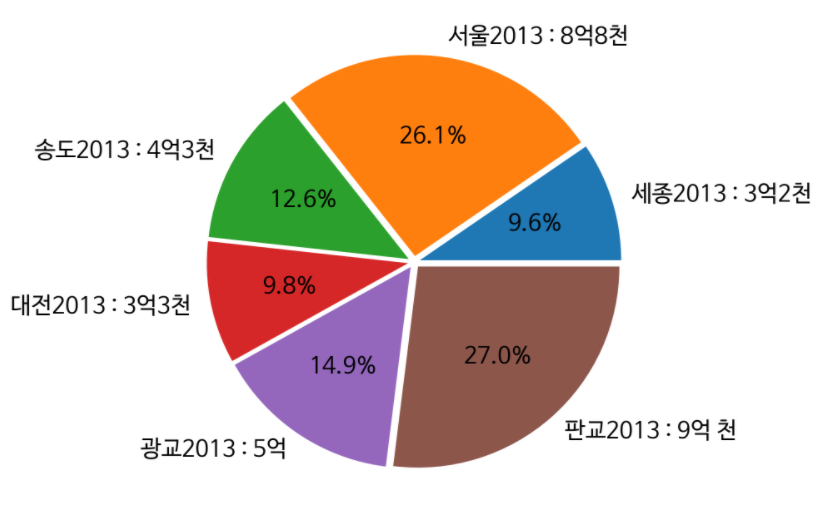 서울2013 : 8억8천
26.1%
송도2013 : 4억3천
12.6%
세종2013 : 3억2천
9.6%
대전2013 : 3억3천
9.8%
14.9%
27.0%
판교2013 : 9억 천
광교2013 : 5억